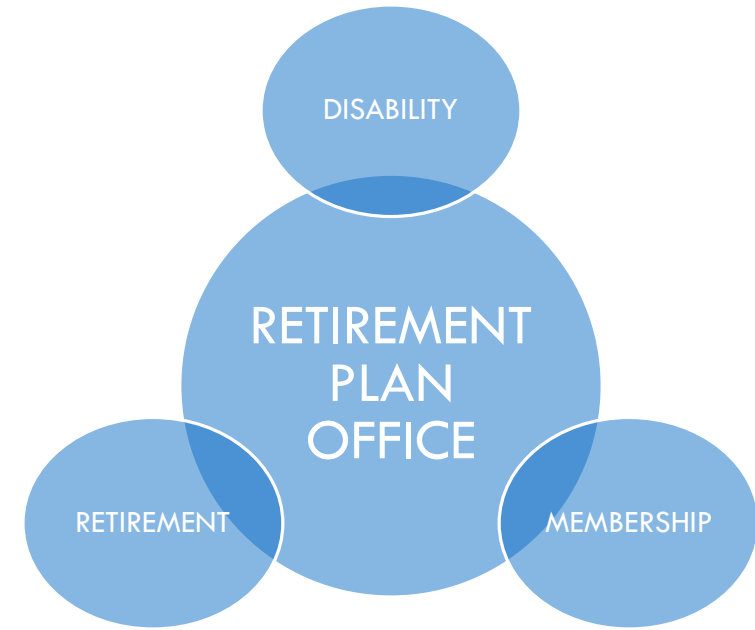 DISABILITY
RETIREMENT
PLAN
OFFICE
RETIREMENT
MEMBERSHIP